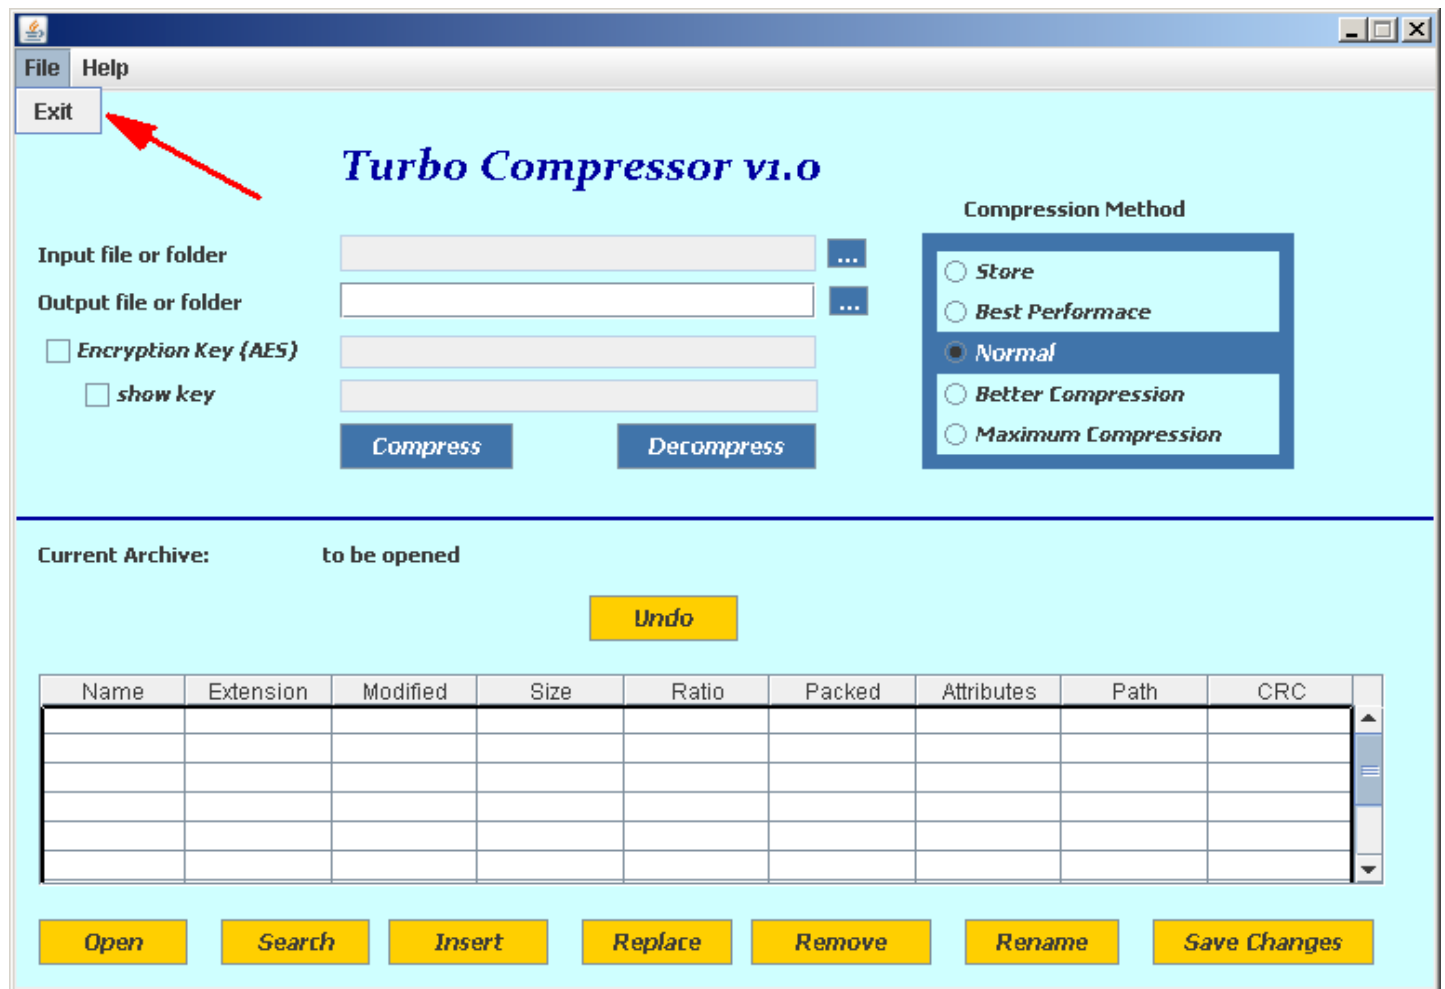 File Help
Exit
Turbo Compressor v1.0
Compression Method
Input file or folder ...
Store
Output file or folder ...
Best Performace
Encryption Key (AES)
Normal
show key
Better Compression
Maximum Compression
Compress Decompress
Current Archive: to be opened
Undo
Name Extension Modified Size Ratio Packed Attributes Path CRC
Open Search Insert Replace Remove Rename Save Changes